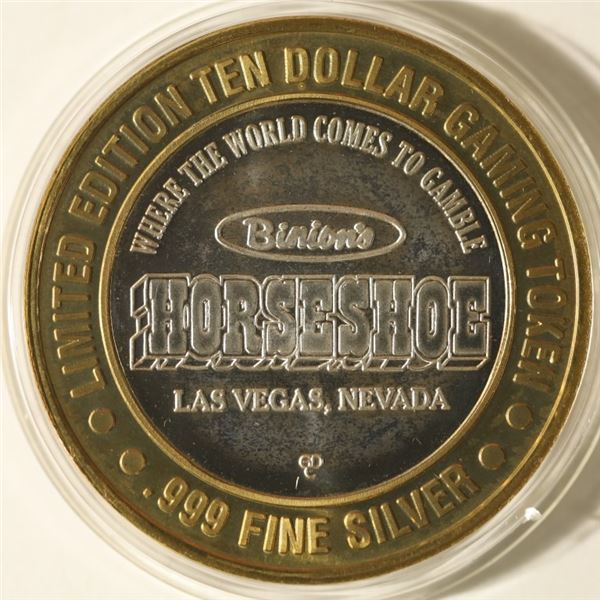 LIMITED EDITION TEN DOLLAR GAMING TOKEN
WHERE THE WORLD COMES TO GAMBLE
Binion's
HORSESHOE
LAS VEGAS, NEVADA
.999 FINE SILVER